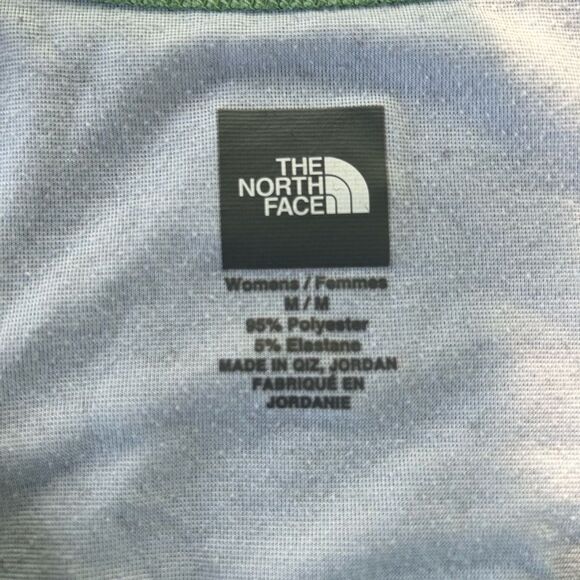 THE
NORTH
FACE
Womens / Femmes
M / M
95% Polyester
5% Elastane
MADE IN QIZ, JORDAN
FABRIQUÉ EN
JORDANIE